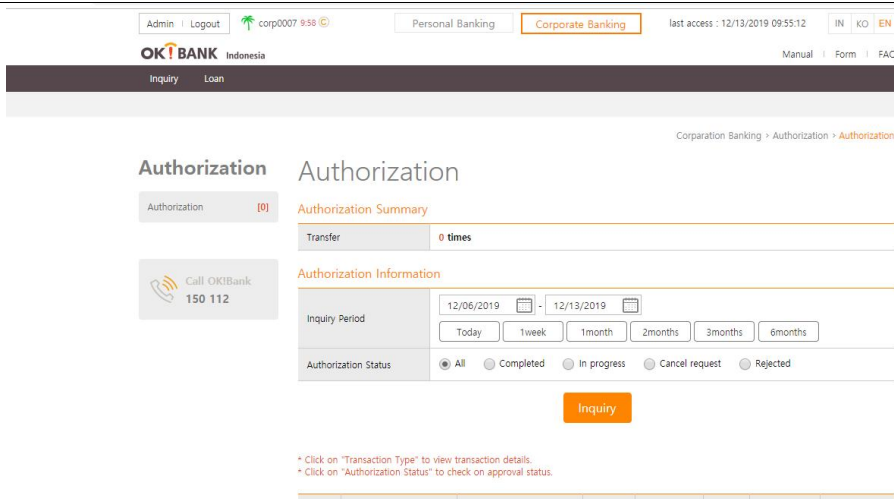 Admin | Logout corp0007 9:58 C Personal Banking Corporate Banking last access : 12/13/2019 09:55:12 IN KO EN
OK! BANK Indonesia Manual | Form | FAQ
Inquiry Loan
Corparation Banking > Authorization > Authorization
Authorization
Authorization [0]
Call OK!Bank
150 112
Authorization
Authorization Summary
Transfer 0 times
Authorization Information
Inquiry Period 12/06/2019 - 12/13/2019
Today 1week 1month 2months 3months 6months
Authorization Status All Completed In progress Cancel request Rejected
Inquiry
* Click on "Transaction Type" to view transaction details.
* Click on "Authorization Status" to check on approval status.